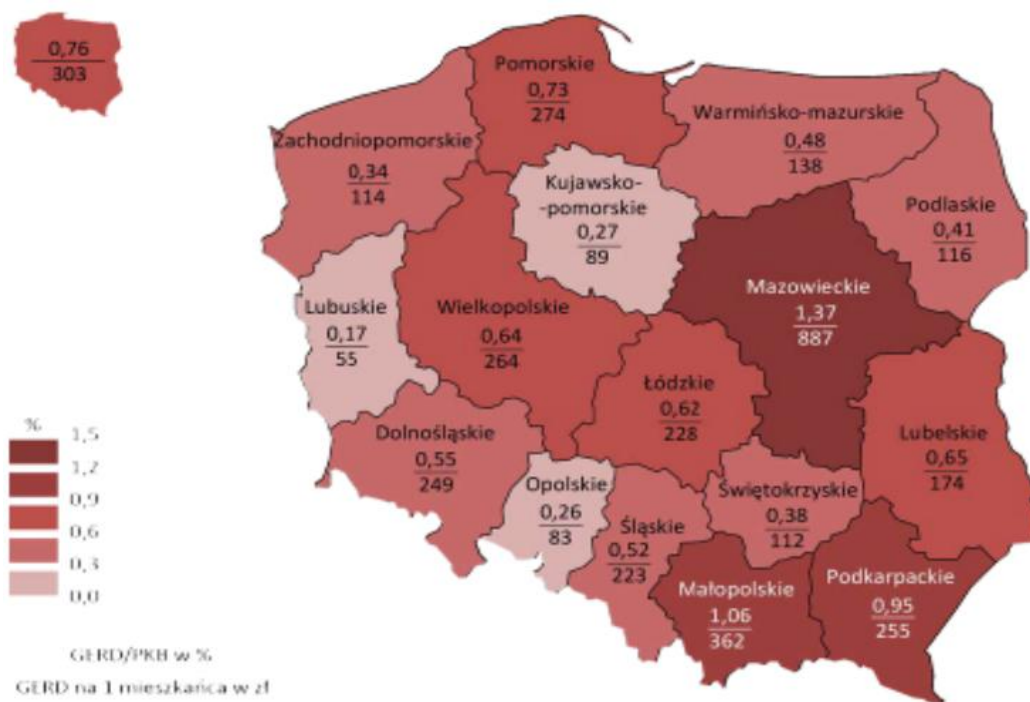 0,76
303
Pomorskie
0,73
274
Warmińsko-mazurskie
0,48
138
Zachodniopomorskie
0,34
114
Kujawsko-
-pomorskie
0,27
89
Podlaskie
0,41
116
Mazowieckie
1,37
887
Lubuskie
0,17
55
Wielkopolskie
0,64
264
Łódzkie
0,62
228
Lubelskie
0,65
174
Dolnośląskie
0,55
249
Opolskie
0,26
83
Śląskie
0,52
223
Świętokrzyskie
0,38
112
Małopolskie
1,06
362
Podkarpackie
0,95
255
%
1,5
1,2
0,9
0,6
0,3
0,0
GERD/PKB w %
GERD na 1 mieszkańca w zł